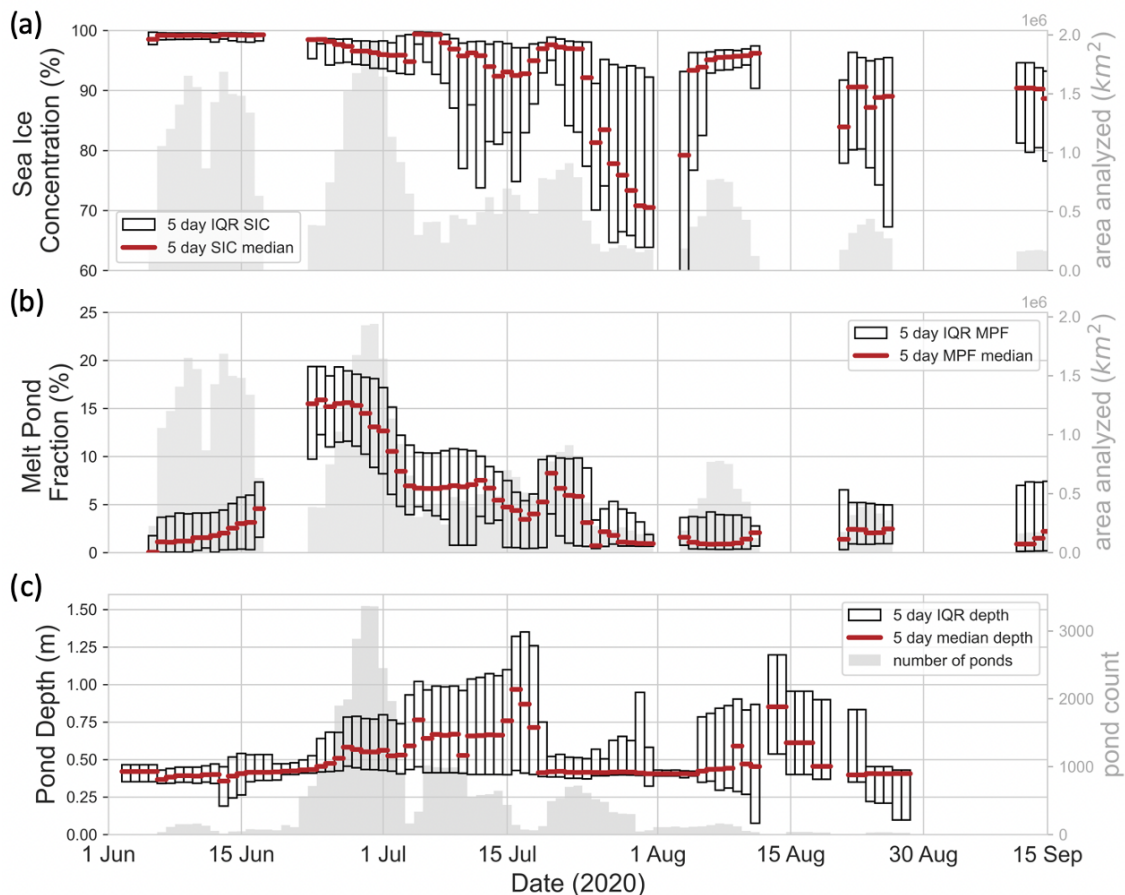 (a)
1e6
100
90
80
70
60
Sea Ice
Concentration (%)
5 day IQR SIC
5 day SIC median
2.0
1.5
1.0
0.5
0.0
area analyzed (km²)
(b)
1e6
25
20
15
10
5
0
Melt Pond
Fraction (%)
5 day IQR MPF
5 day MPF median
2.0
1.5
1.0
0.5
0.0
area analyzed (km²)
(c)
1.50
1.25
1.00
0.75
0.50
0.25
0.00
Pond Depth (m)
5 day IQR depth
5 day median depth
number of ponds
3000
2000
1000
0
pond count
1 Jun 15 Jun 1 Jul 15 Jul 1 Aug 15 Aug 30 Aug 15 Sep
Date (2020)